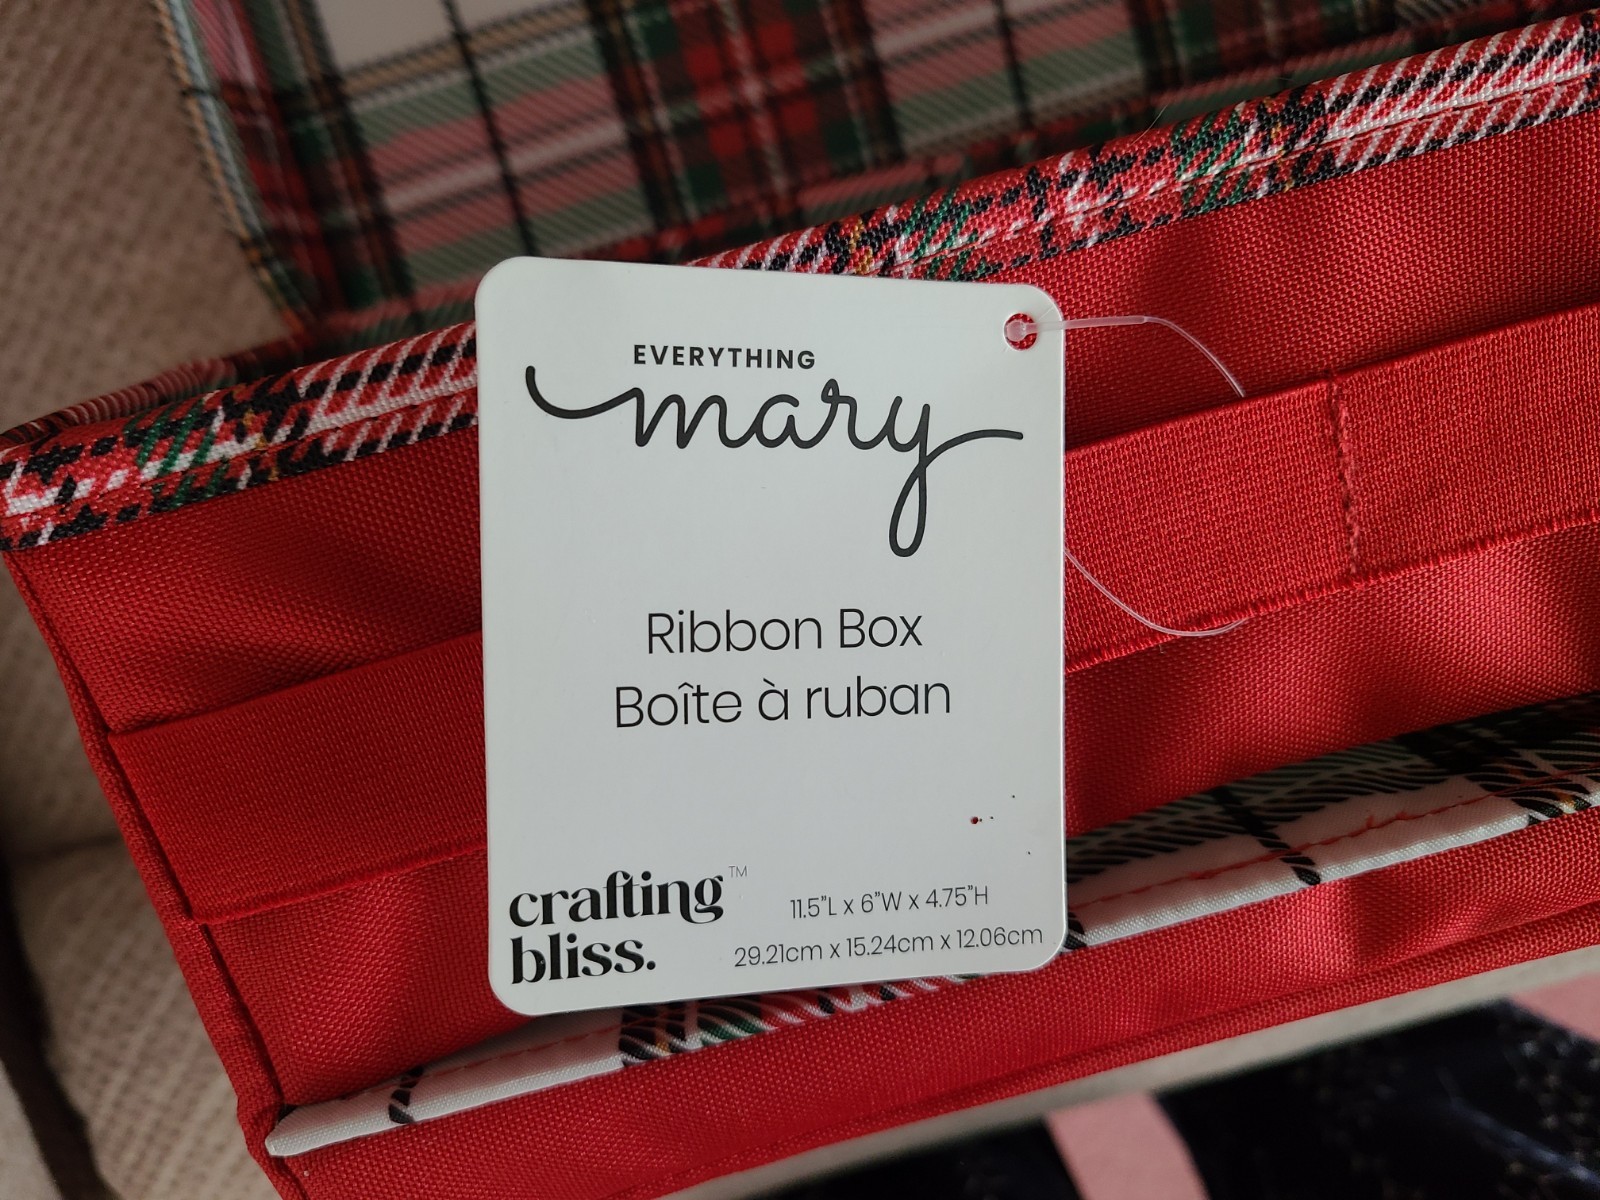 EVERYTHING
mary
Ribbon Box
Boîte à ruban
crafting™
bliss.
11.5”L x 6”W x 4.75”H
29.21cm x 15.24cm x 12.06cm